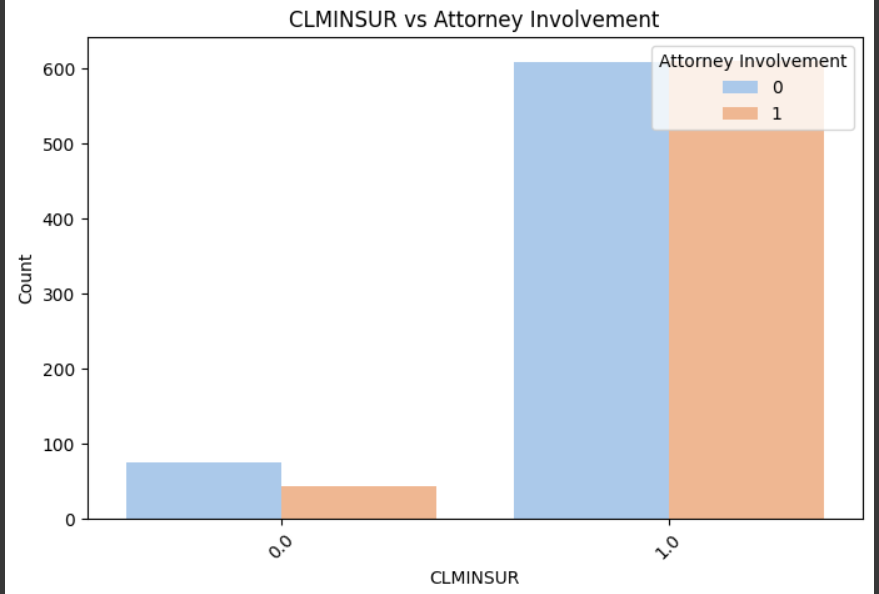 CLMINSUR vs Attorney Involvement
Attorney Involvement
0
1
600
500
400
300
200
100
0
Count
0.0
1.0
CLMINSUR